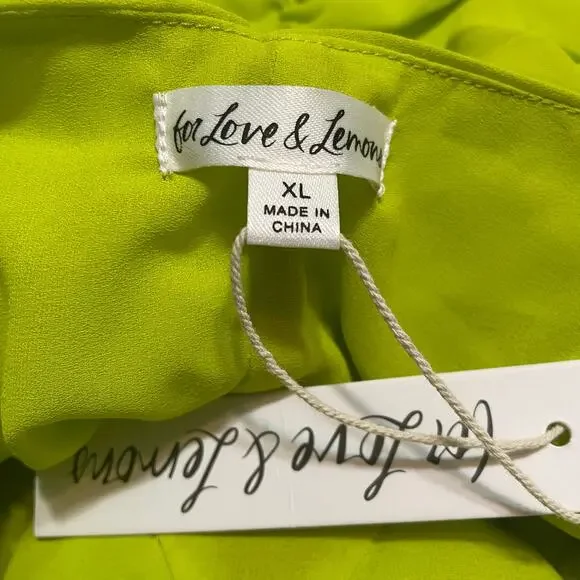 for Love & Lemons
XL
MADE IN
CHINA
for Love & Lemons